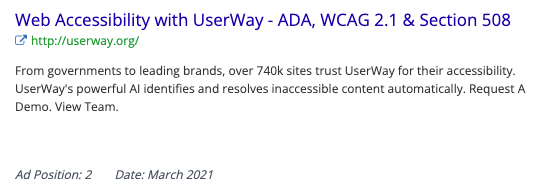 Web Accessibility with UserWay - ADA, WCAG 2.1 & Section 508
http://userway.org/
From governments to leading brands, over 740k sites trust UserWay for their accessibility.
UserWay's powerful AI identifies and resolves inaccessible content automatically. Request A
Demo. View Team.
Ad Position: 2 Date: March 2021